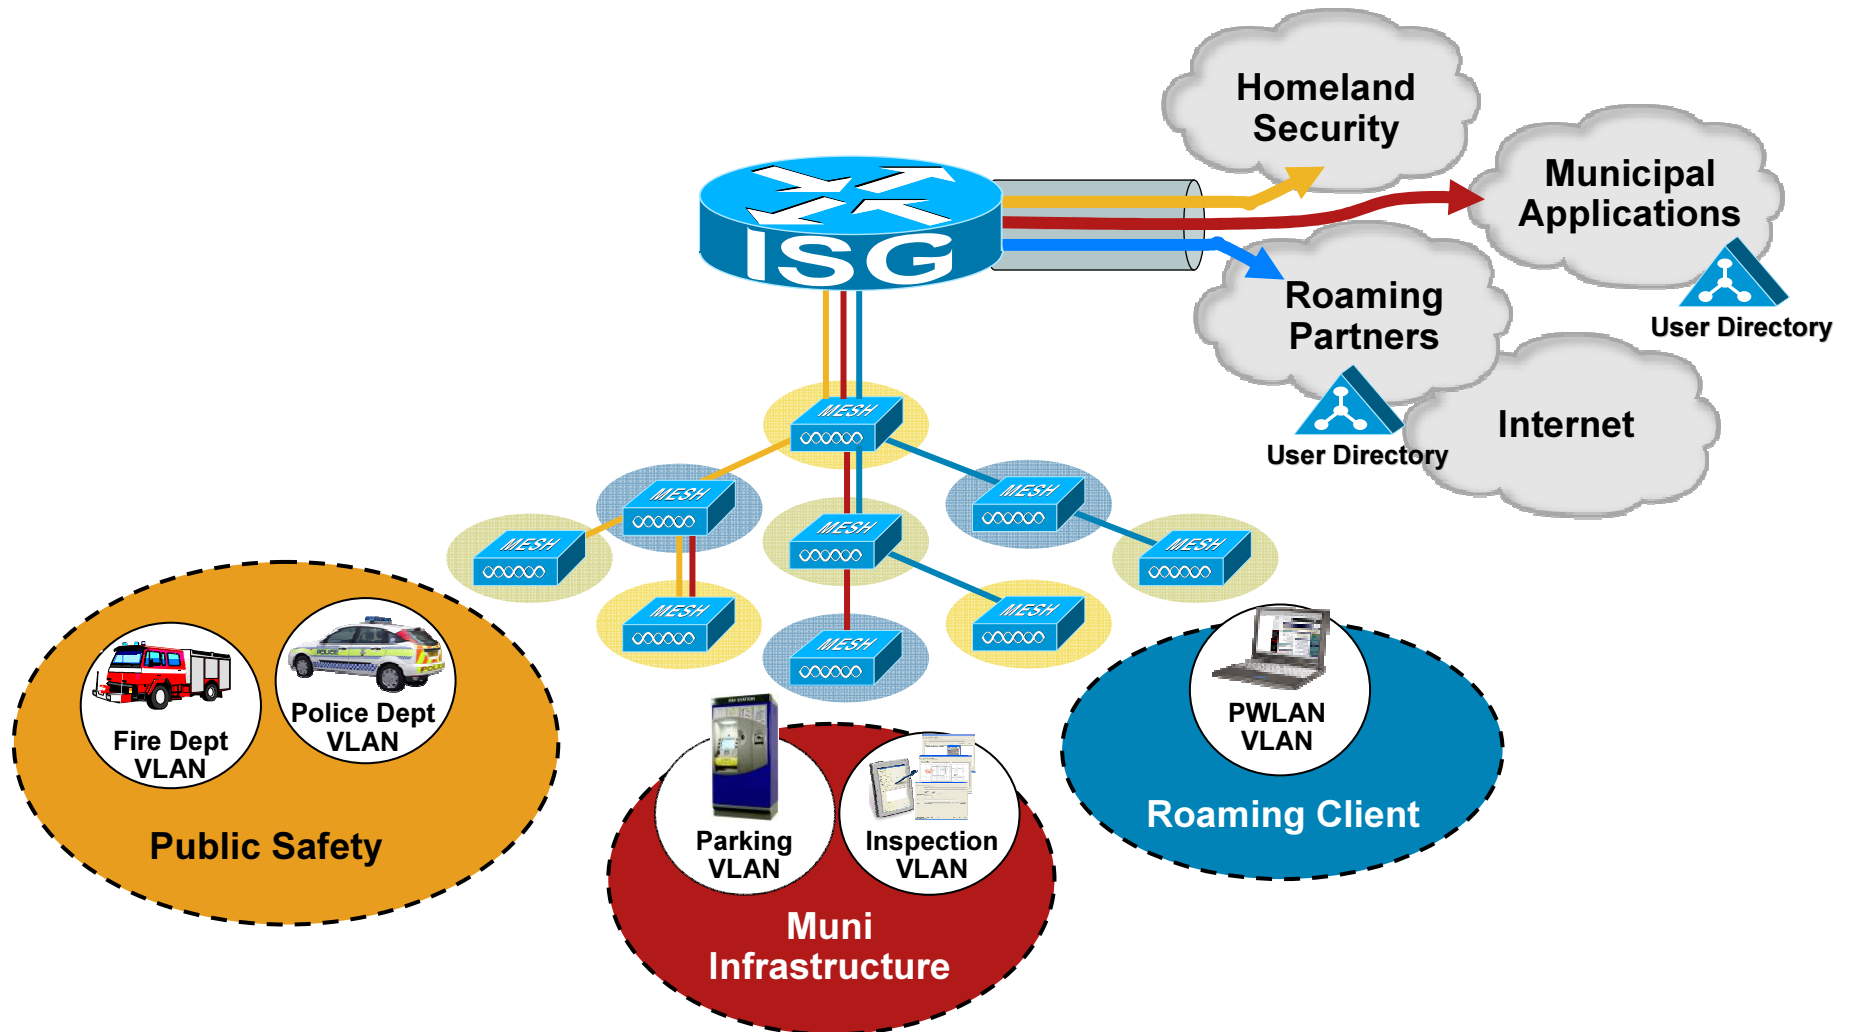 Homeland
Security
Municipal
Applications
ISG
Roaming
Partners
User Directory
Internet
User Directory
MESH
MESH
MESH
MESH
MESH
MESH
MESH
MESH
MESH
POLICE
Police Dept
VLAN
Fire Dept
VLAN
PWLAN
VLAN
Roaming Client
Public Safety
Parking
VLAN
Inspection
VLAN
Muni
Infrastructure